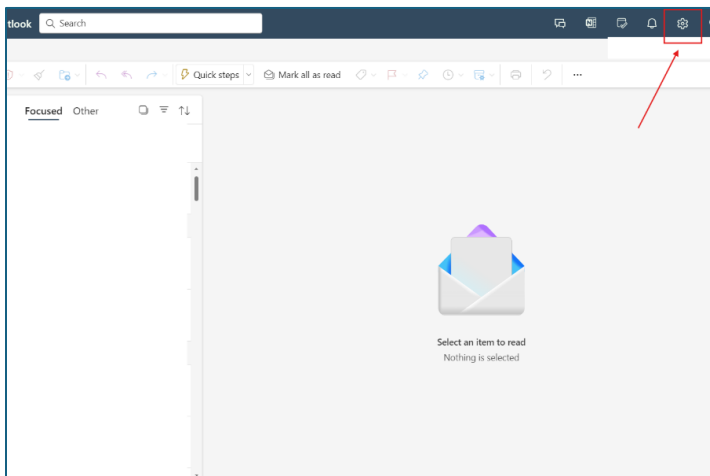 tlook Search
Quick steps Mark all as read
Focused Other
Select an item to read
Nothing is selected